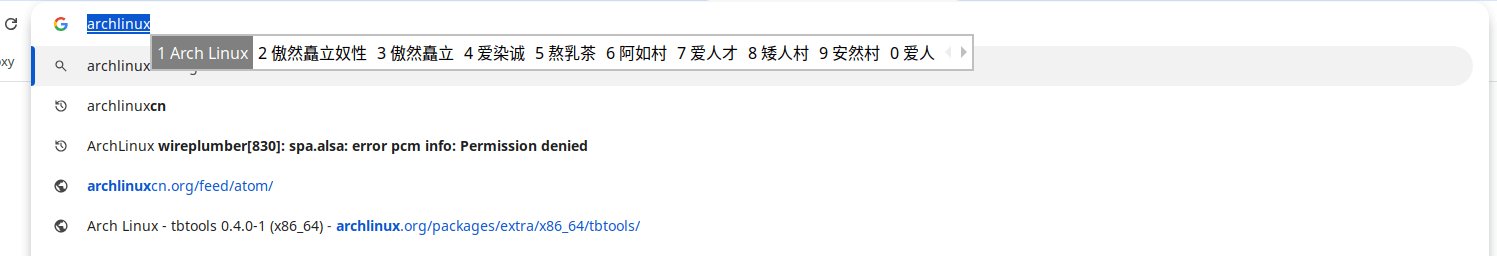 archlinux
1 Arch Linux 2 傲然矗立奴性 3 傲然矗立 4 爱染诚 5 熬乳茶 6 阿如村 7 爱人才 8 矮人村 9 安然村 0 爱人
oxy
archlinux
archlinuxcn
ArchLinux wireplumber[830]: spa.alsa: error pcm info: Permission denied
archlinuxcn.org/feed/atom/
Arch Linux - tbtools 0.4.0-1 (x86_64) - archlinux.org/packages/extra/x86_64/tbtools/